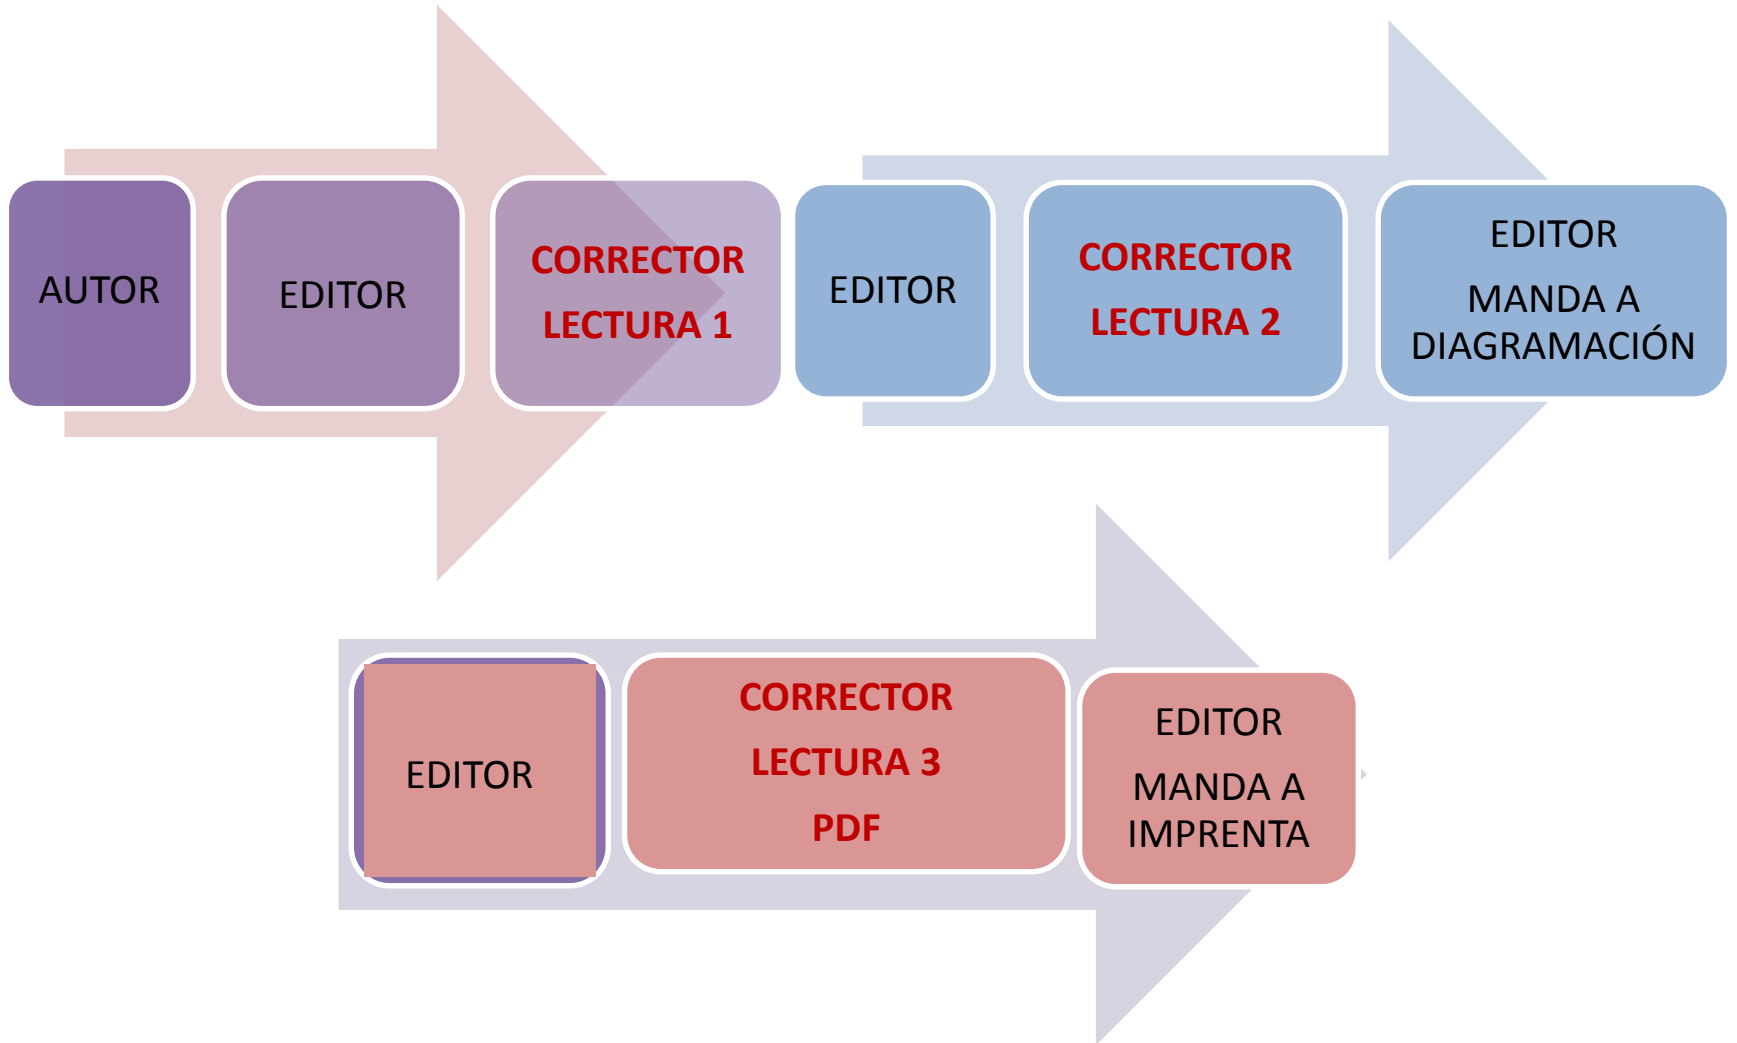 AUTOR
EDITOR
CORRECTOR
LECTURA 1
EDITOR
CORRECTOR
LECTURA 2
EDITOR
MANDA A
DIAGRAMACIÓN
EDITOR
CORRECTOR
LECTURA 3
PDF
EDITOR
MANDA A
IMPRENTA